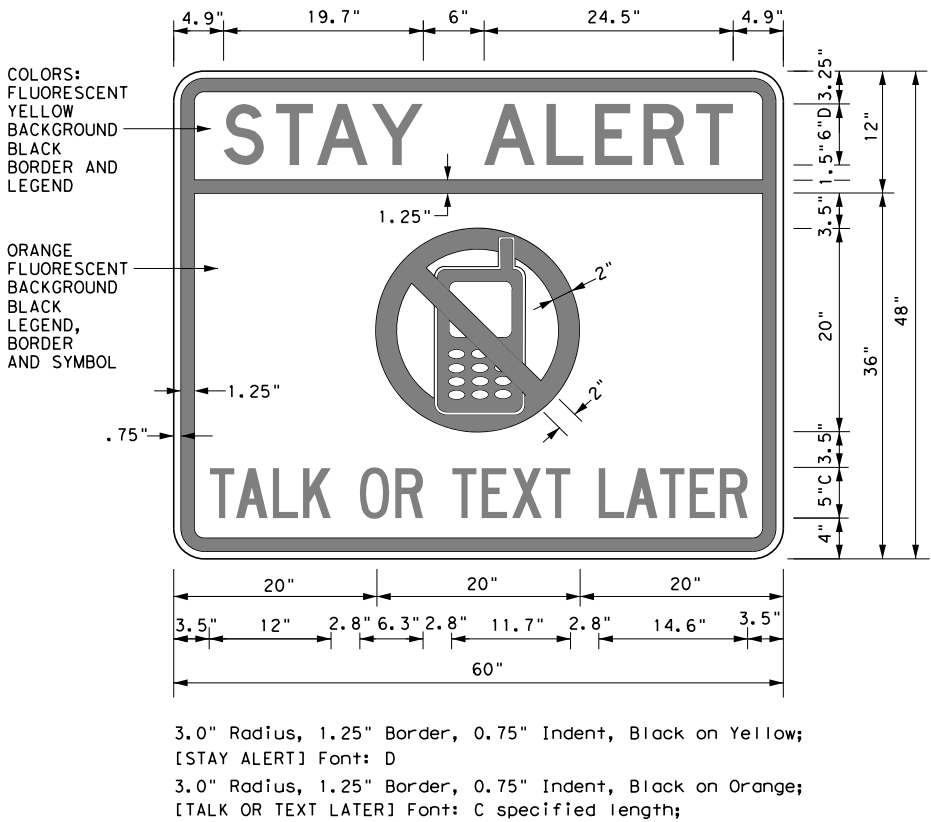 4.9" 19.7" 6" 24.5" 4.9"
COLORS:
FLUORESCENT
YELLOW
BACKGROUND
BLACK
BORDER AND
LEGEND
STAY ALERT
3.25"
6"D
1.5"
12"
1.25"
3.5"
ORANGE
FLUORESCENT
BACKGROUND
BLACK
LEGEND,
BORDER
AND SYMBOL
2"
20"
48"
36"
1.25"
2"
.75"
3.5"
TALK OR TEXT LATER
5"C
4"
20" 20" 20"
3.5" 12" 2.8" 6.3" 2.8" 11.7" 2.8" 14.6" 3.5"
60"
3.0" Radius, 1.25" Border, 0.75" Indent, Black on Yellow;
[STAY ALERT] Font: D
3.0" Radius, 1.25" Border, 0.75" Indent, Black on Orange;
[TALK OR TEXT LATER] Font: C specified length;